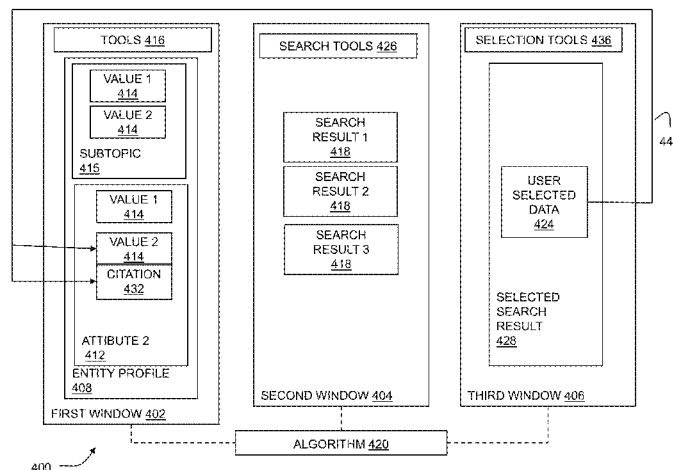 TOOLS 416
VALUE 1
414
VALUE 2
414
SUBTOPIC
415
VALUE 1
414
VALUE 2
414
CITATION
432
ATTIBUTE 2
412
ENTITY PROFILE
408
FIRST WINDOW 402
SEARCH TOOLS 426
SEARCH
RESULT 1
418
SEARCH
RESULT 2
418
SEARCH
RESULT 3
418
SECOND WINDOW 404
SELECTION TOOLS 436
USER
SELECTED
DATA
424
SELECTED
SEARCH
RESULT
428
THIRD WINDOW 406
44
ALGORITHM 420
400